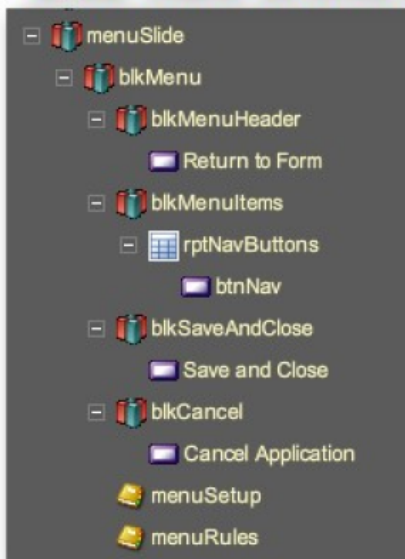 menuSlide
blkMenu
blkMenuHeader
Return to Form
blkMenuItems
rptNavButtons
btnNav
blkSaveAndClose
Save and Close
blkCancel
Cancel Application
menuSetup
menuRules